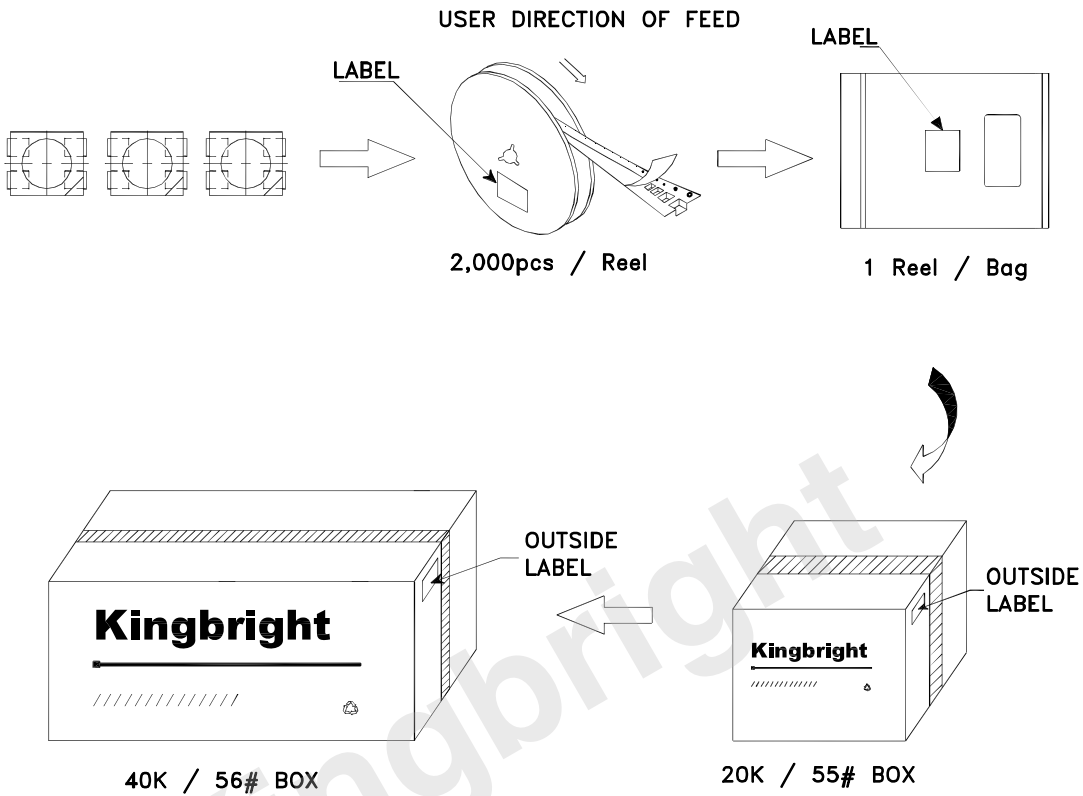 USER DIRECTION OF FEED
LABEL
LABEL
2,000pcs / Reel
1 Reel / Bag
OUTSIDE
LABEL
OUTSIDE
LABEL
Kingbright
Kingbright
40K / 56# BOX
20K / 55# BOX
Kingbright